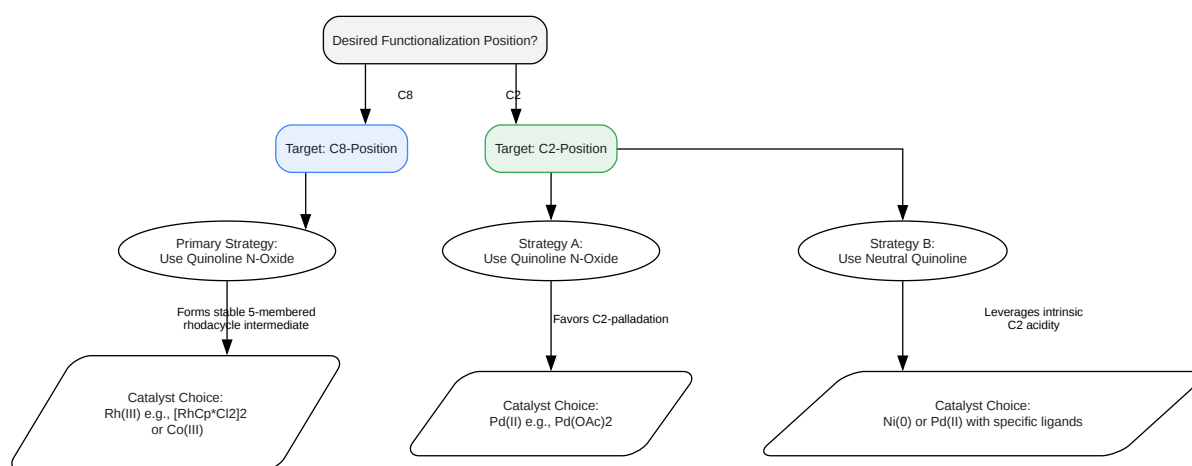 Desired Functionalization Position?
C8
C2
Target: C8-Position
Target: C2-Position
Primary Strategy:
Use Quinoline N-Oxide
Strategy A:
Use Quinoline N-Oxide
Strategy B:
Use Neutral Quinoline
Forms stable 5-membered
rhodacycle intermediate
Favors C2-palladation
Leverages intrinsic
C2 acidity
Catalyst Choice:
Rh(III) e.g., [RhCp*Cl2]2
or Co(III)
Catalyst Choice:
Pd(II) e.g., Pd(OAc)2
Catalyst Choice:
Ni(0) or Pd(II) with specific ligands